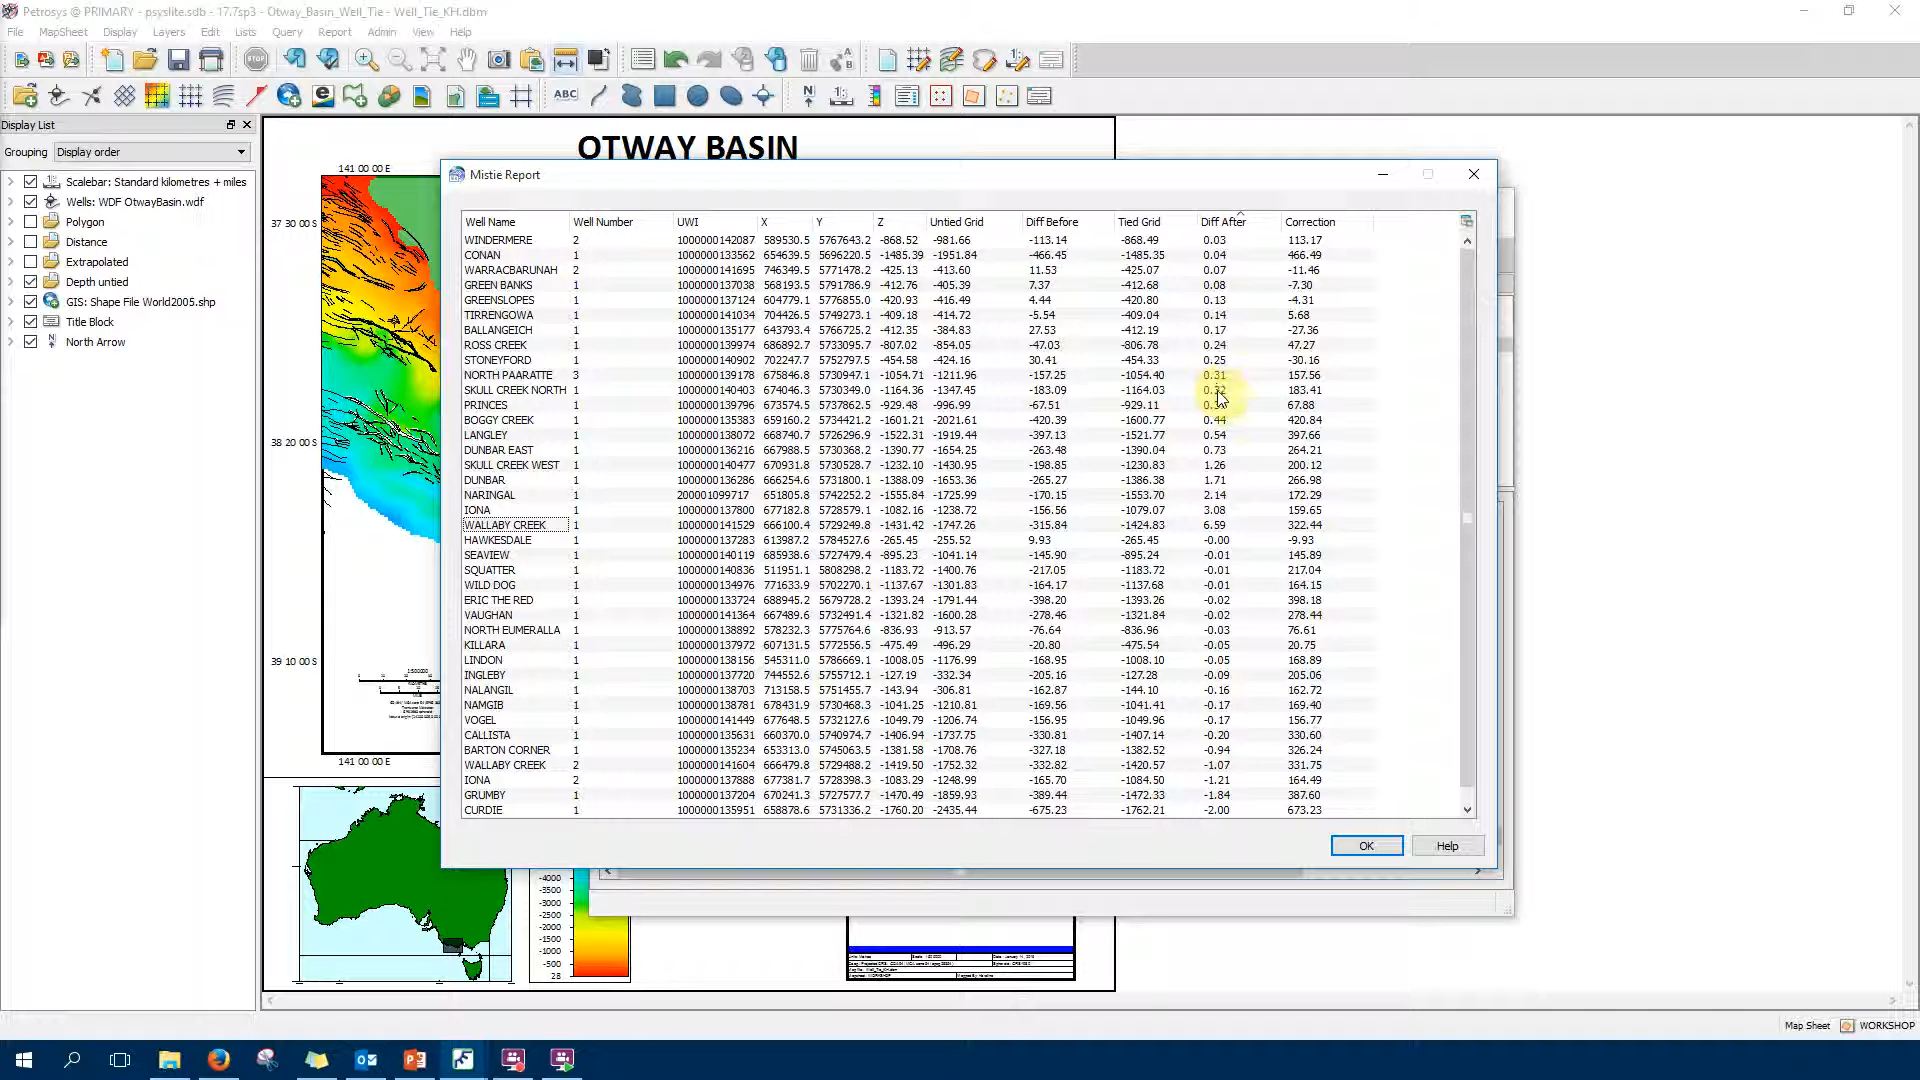 Petrosys @ PRIMARY - psyslite.sdb - 17.7sp3 - Otway_Basin_Well_Tie - Well_Tie_KH.dbm
File MapSheet Display Layers Edit Lists Query Report Admin View Help
STOP
ABC
Display List
Grouping Display order
Scalebar: Standard kilometres + miles
Wells: WDF OtwayBasin.wdf
Polygon
Distance
Extrapolated
Depth untied
GIS: Shape File World2005.shp
Title Block
North Arrow
OTWAY BASIN
141 00 00 E
37 30 00 S
38 20 00 S
39 10 00 S
141 00 00 E
Mistie Report
Well Name Well Number UWI X Y Z Untied Grid Diff Before Tied Grid Diff After Correction
WINDERMERE 2 1000000142087 589530.5 5767643.2 -868.52 -981.66 -113.14 -868.49 0.03 113.17
CONAN 1 1000000133562 654639.5 5696220.5 -1485.39 -1951.84 -466.45 -1485.35 0.04 466.49
WARRACBARUNAH 2 1000000141695 746349.5 5771478.2 -425.13 -413.60 11.53 -425.07 0.07 -11.46
GREEN BANKS 1 1000000137038 568193.5 5791786.9 -412.76 -405.39 7.37 -412.68 0.08 -7.30
GREENSLOPES 1 1000000137124 604779.1 5776855.0 -420.93 -416.49 4.44 -420.80 0.13 -4.31
TIRRENGOWA 1 1000000141034 704426.5 5749273.1 -409.18 -414.72 -5.54 -409.04 0.14 5.68
BALLANGEICH 1 1000000135177 643793.4 5766725.2 -412.35 -384.83 27.53 -412.19 0.17 -27.36
ROSS CREEK 1 1000000139974 686892.7 5733095.7 -807.02 -854.05 -47.03 -806.78 0.24 47.27
STONEYFORD 1 1000000140902 702247.7 5752797.5 -454.58 -424.16 30.41 -454.33 0.25 -30.16
NORTH PAARATTE 3 1000000139178 675846.8 5730947.1 -1054.71 -1211.96 -157.25 -1054.40 0.31 157.56
SKULL CREEK NORTH 1 1000000140403 674046.3 5730349.0 -1164.36 -1347.45 -183.09 -1164.03 0.32 183.41
PRINCES 1 1000000139796 673574.5 5737862.5 -929.48 -996.99 -67.51 -929.11 67.88
BOGGY CREEK 1 1000000135383 659160.2 5734421.2 -1601.21 -2021.61 -420.39 -1600.77 0.44 420.84
LANGLEY 1 1000000138072 668740.7 5726296.9 -1522.31 -1919.44 -397.13 -1521.77 0.54 397.66
DUNBAR EAST 1 1000000136216 667988.5 5730368.2 -1390.77 -1654.25 -263.48 -1390.04 0.73 264.21
SKULL CREEK WEST 1 1000000140477 670931.8 5730528.7 -1232.10 -1430.95 -198.85 -1230.83 1.26 200.12
DUNBAR 1 1000000136286 666254.6 5731800.1 -1388.09 -1653.36 -265.27 -1386.38 1.71 266.98
NARINGAL 1 200001099717 651805.8 5742252.2 -1555.84 -1725.99 -170.15 -1553.70 2.14 172.29
IONA 1 1000000137800 677182.8 5728579.1 -1082.16 -1238.72 -156.56 -1079.07 3.08 159.65
WALLABY CREEK 1 1000000141529 666100.4 5729249.8 -1431.42 -1747.26 -315.84 -1424.83 6.59 322.44
HAWKESDALE 1 1000000137283 613987.2 5784527.6 -265.45 -255.52 9.93 -265.45 -0.00 -9.93
SEAVIEW 1 1000000140119 685938.6 5727479.4 -895.23 -1041.14 -145.90 -895.24 -0.01 145.89
SQUATTER 1 1000000140836 511951.1 5808298.2 -1183.72 -1400.76 -217.05 -1183.72 -0.01 217.04
WILD DOG 1 1000000134976 771633.9 5702270.1 -1137.67 -1301.83 -164.17 -1137.68 -0.01 164.15
ERIC THE RED 1 1000000133724 688945.2 5679728.2 -1393.24 -1791.44 -398.20 -1393.26 -0.02 398.18
VAUGHAN 1 1000000141364 667489.6 5732491.4 -1321.82 -1600.28 -278.46 -1321.84 -0.02 278.44
NORTH EUMERALLA 1 1000000138892 578232.3 5775764.6 -836.93 -913.57 -76.64 -836.96 -0.03 76.61
KILLARA 1 1000000137972 607131.5 5772556.5 -475.49 -496.29 -20.80 -475.54 -0.05 20.75
LINDON 1 1000000138156 545311.0 5786669.1 -1008.05 -1176.99 -168.95 -1008.10 -0.05 168.89
INGLEBY 1 1000000137720 744552.6 5755712.1 -127.19 -332.34 -205.16 -127.28 -0.09 205.06
NALANGIL 1 1000000138703 713158.5 5751455.7 -143.94 -306.81 -162.87 -144.10 -0.16 162.72
NAMGIB 1 1000000138781 678431.9 5730468.3 -1041.25 -1210.81 -169.56 -1041.41 -0.17 169.40
VOGEL 1 1000000141449 677648.5 5732127.6 -1049.79 -1206.74 -156.95 -1049.96 -0.17 156.77
CALLISTA 1 1000000135631 660370.0 5740974.7 -1406.94 -1737.75 -330.81 -1407.14 -0.20 330.60
BARTON CORNER 1 1000000135234 653313.0 5745063.5 -1381.58 -1708.76 -327.18 -1382.52 -0.94 326.24
WALLABY CREEK 2 1000000141604 666479.8 5729488.2 -1419.50 -1752.32 -332.82 -1420.57 -1.07 331.75
IONA 2 1000000137888 677381.7 5728398.3 -1083.29 -1248.99 -165.70 -1084.50 -1.21 164.49
GRUMBY 1 1000000137204 670241.3 5727577.7 -1470.49 -1859.93 -389.44 -1472.33 -1.84 387.60
CURDIE 1 1000000135951 658878.6 5731336.2 -1760.20 -2435.44 -675.23 -1762.21 -2.00 673.23
OK Help
-4000
-3500
-3000
-2500
-2000
-1500
-1000
-500
28
Map Sheet WORKSHOP